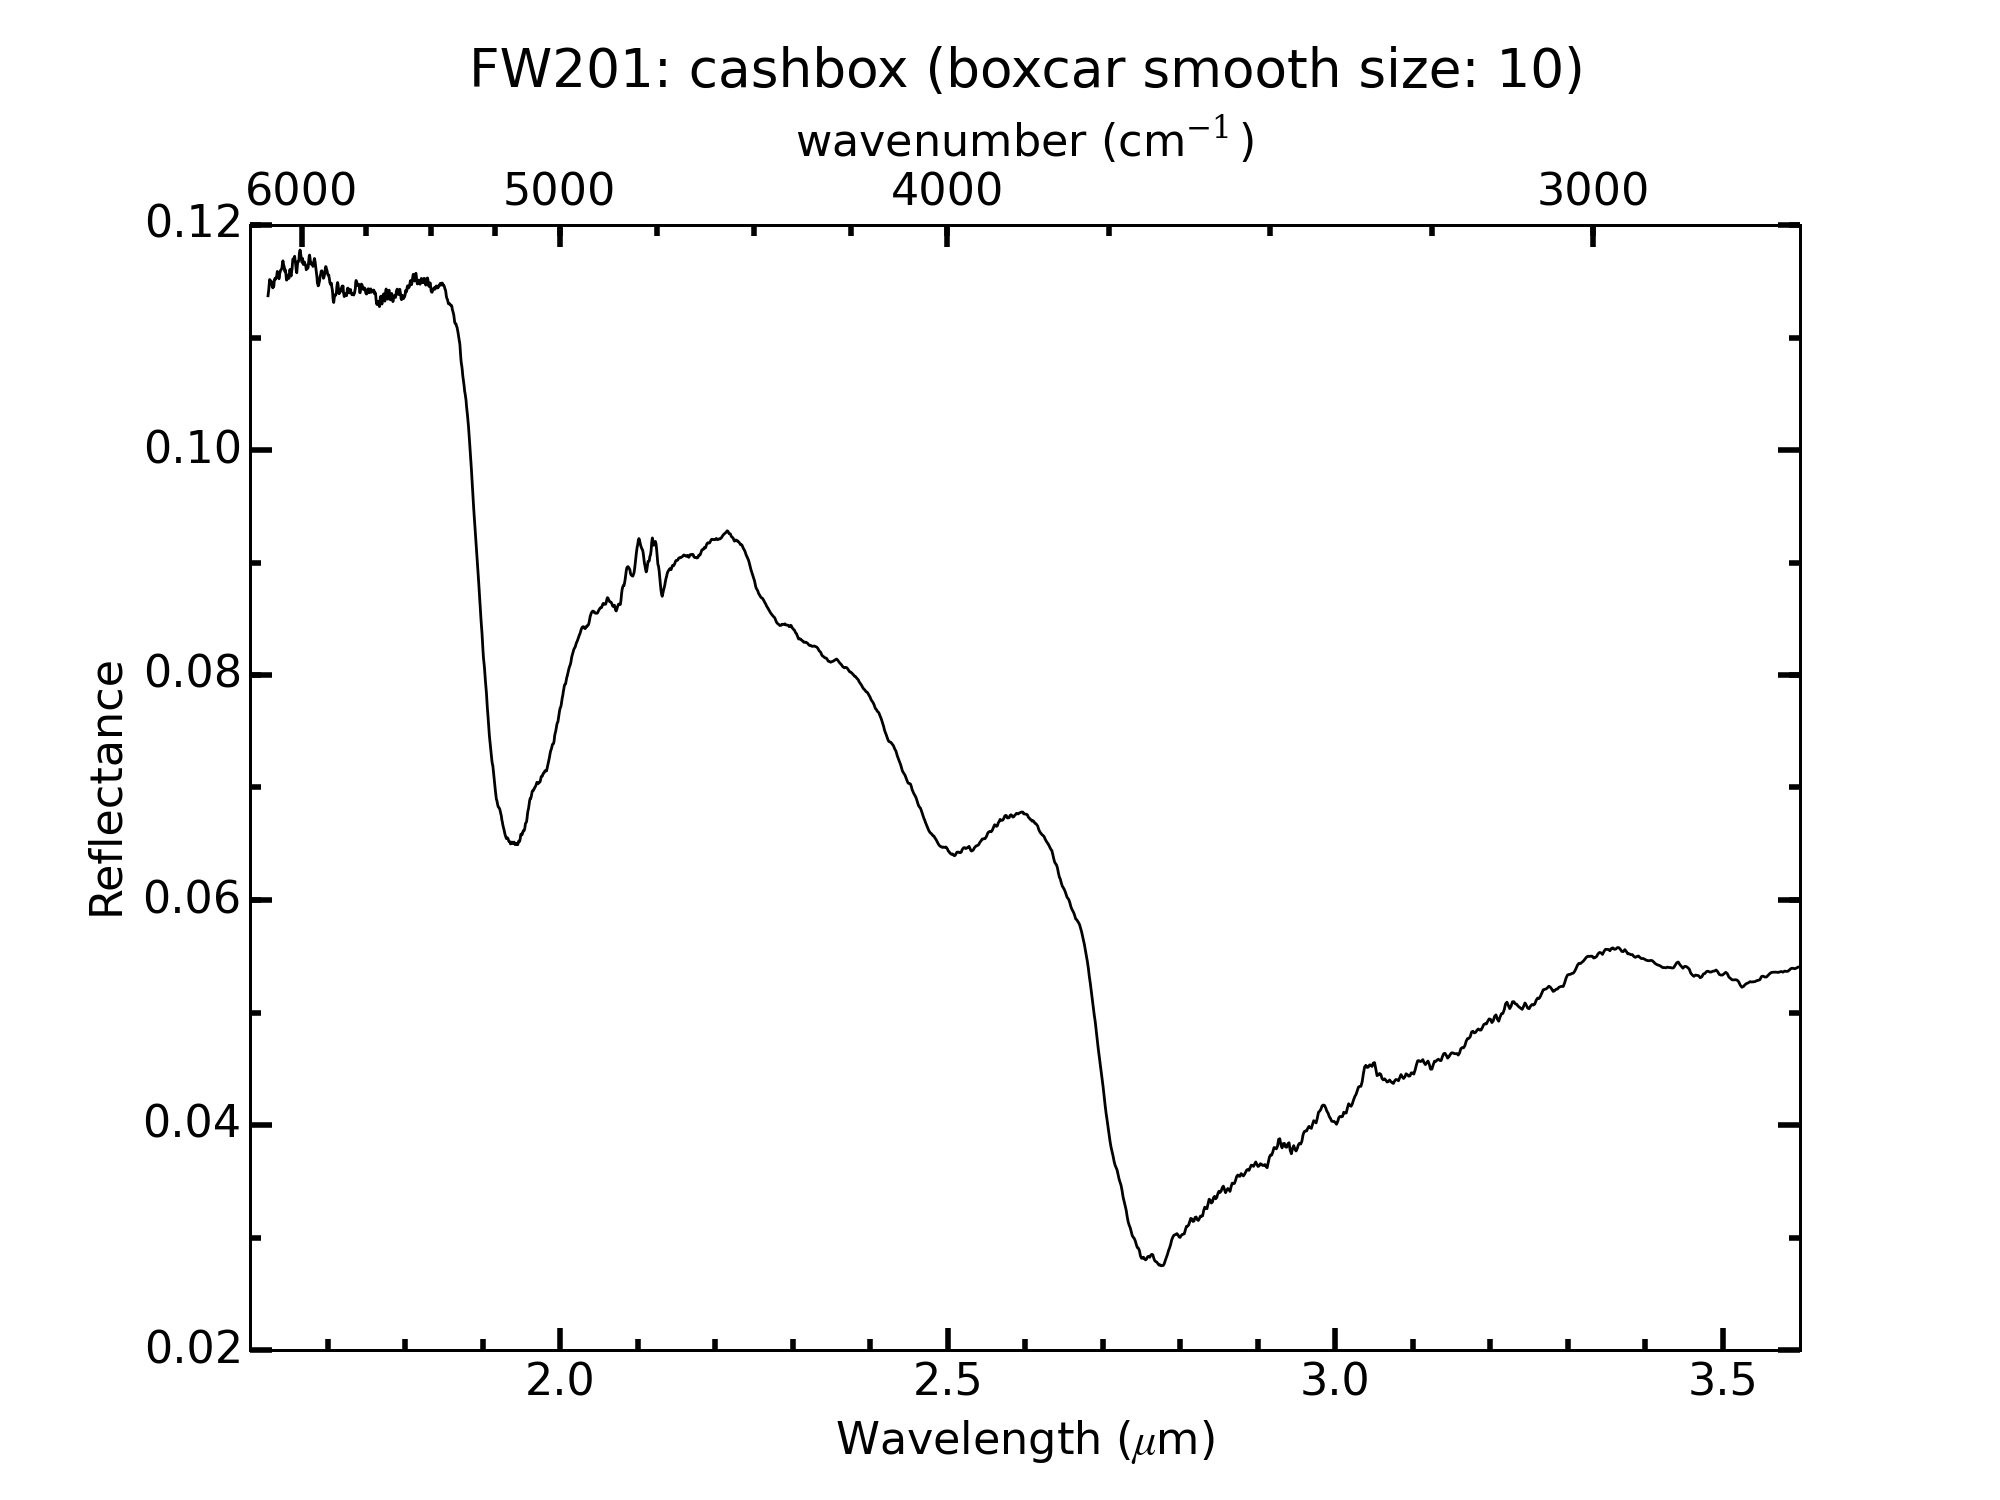 FW201: cashbox (boxcar smooth size: 10)
wavenumber (cm⁻¹)
6000 5000 4000 3000
0.12
0.10
0.08
0.06
0.04
0.02
Reflectance
2.0 2.5 3.0 3.5
Wavelength (μm)